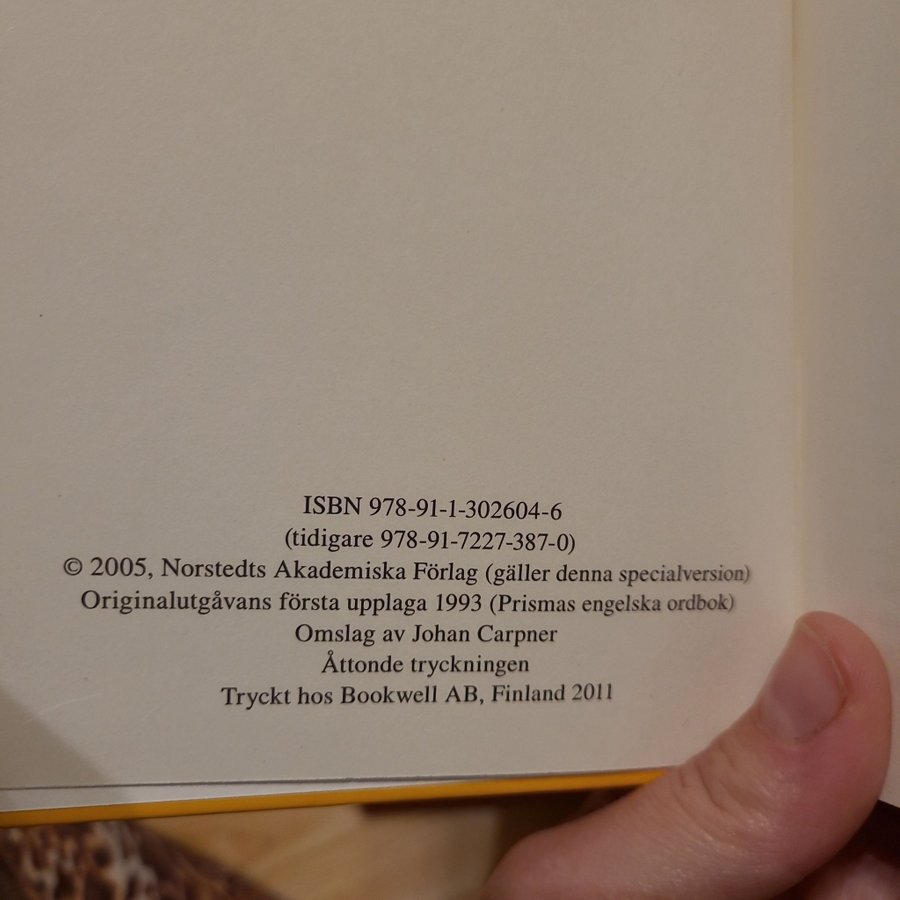 ISBN 978-91-1-302604-6
(tidigare 978-91-7227-387-0)
© 2005, Norstedts Akademiska Förlag (gäller denna specialversion)
Originalutgåvans första upplaga 1993 (Prismas engelska ordbok)
Omslag av Johan Carpner
Åttonde tryckningen
Tryckt hos Bookwell AB, Finland 2011